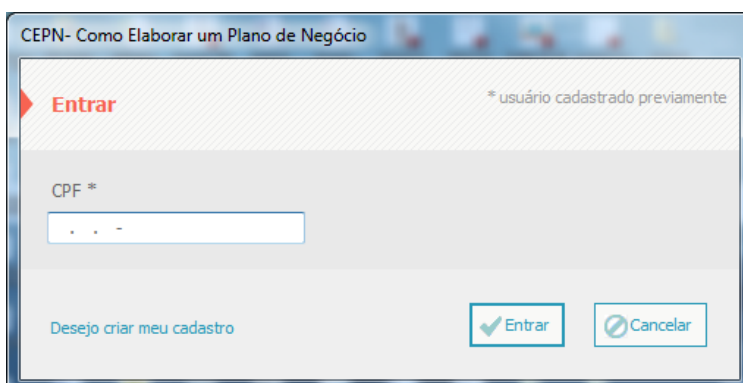 CEPN- Como Elaborar um Plano de Negócio
Entrar
* usuário cadastrado previamente
CPF *
. . -
Desejo criar meu cadastro
Entrar
Cancelar